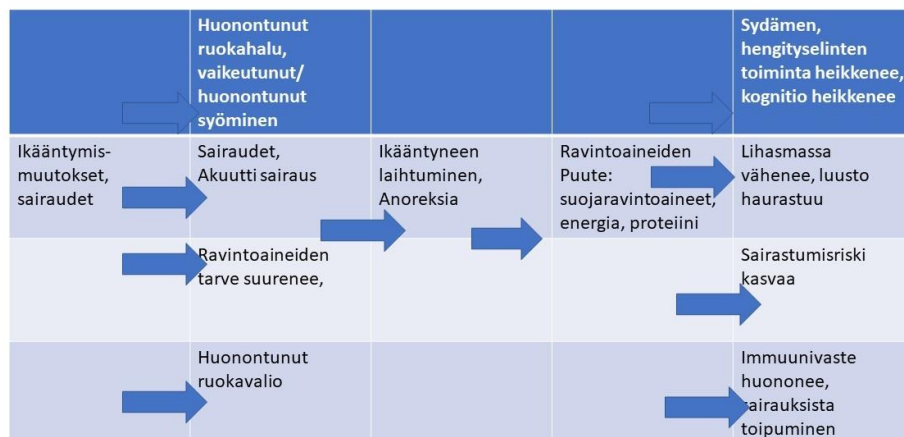 Huonontunut
ruokahalu,
vaikeutunut/
huonontunut
syöminen
Sydämen,
hengityselinten
toiminta heikkenee,
kognitio heikkenee
Ikääntymis-
muutokset,
sairaudet
Sairaudet,
Akuutti sairaus
Ikääntyneen
laihtuminen,
Anoreksia
Ravintoaineiden
Puute:
suojaravintoaineet,
energia, proteiini
Lihasmassa
vähenee, luusto
haurastuu
Ravintoaineiden
tarve suurenee,
Sairastumisriski
kasvaa
Huonontunut
ruokavalio
Immuunivaste
huononee,
sairauksista
toipuminen